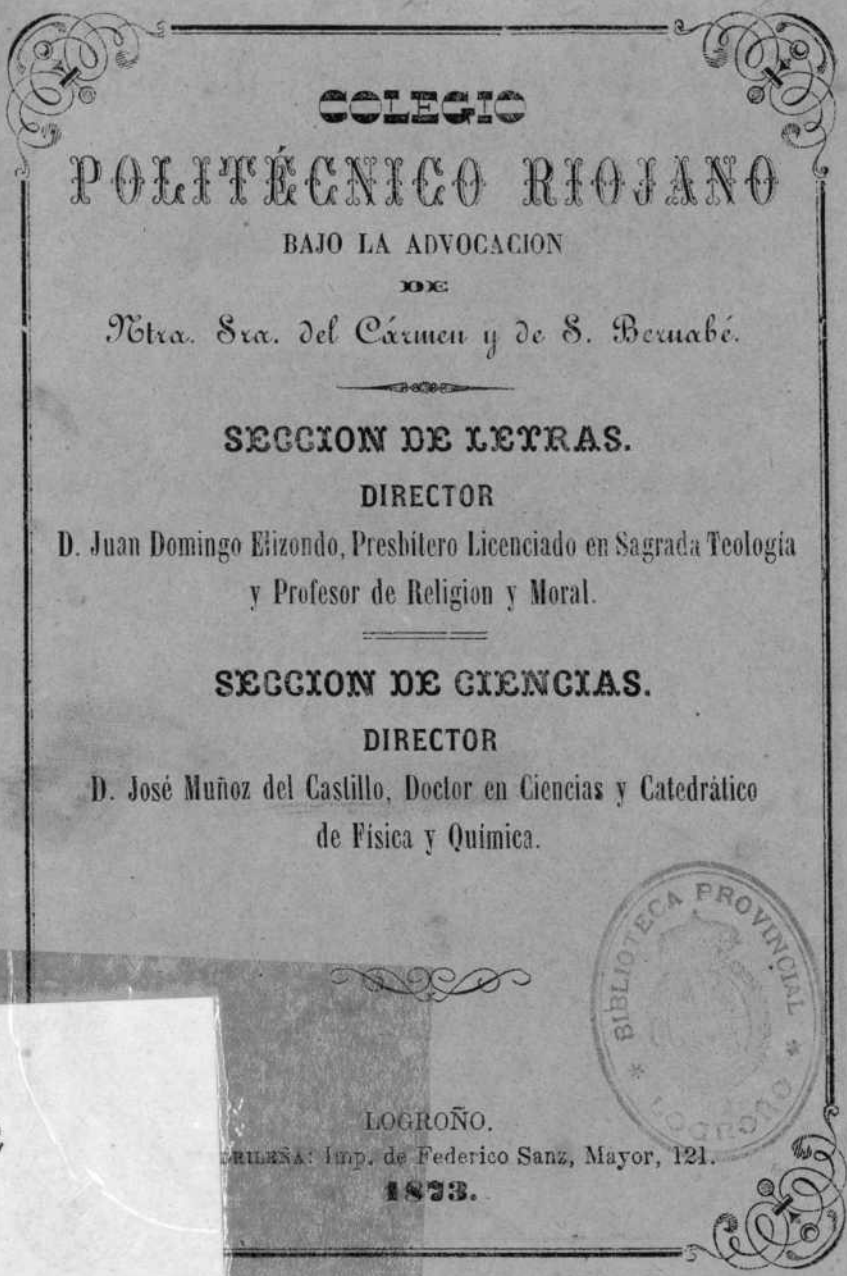 COLEGIO
POLITÉCNICO RIOJANO
BAJO LA ADVOCACION
DE
Ntra. Sra. del Cármen y de S. Bernabé.
SECCION DE LETRAS.
DIRECTOR
D. Juan Domingo Elizondo, Presbítero Licenciado en Sagrada Teología
y Profesor de Religion y Moral.
SECCION DE CIENCIAS.
DIRECTOR
D. José Muñoz del Castillo, Doctor en Ciencias y Catedrático
de Física y Química.
BIBLIOTECA PROVINCIAL
LOGROÑO
LOGROÑO.
RILEÑA: Imp. de Federico Sanz, Mayor, 121.
1873.